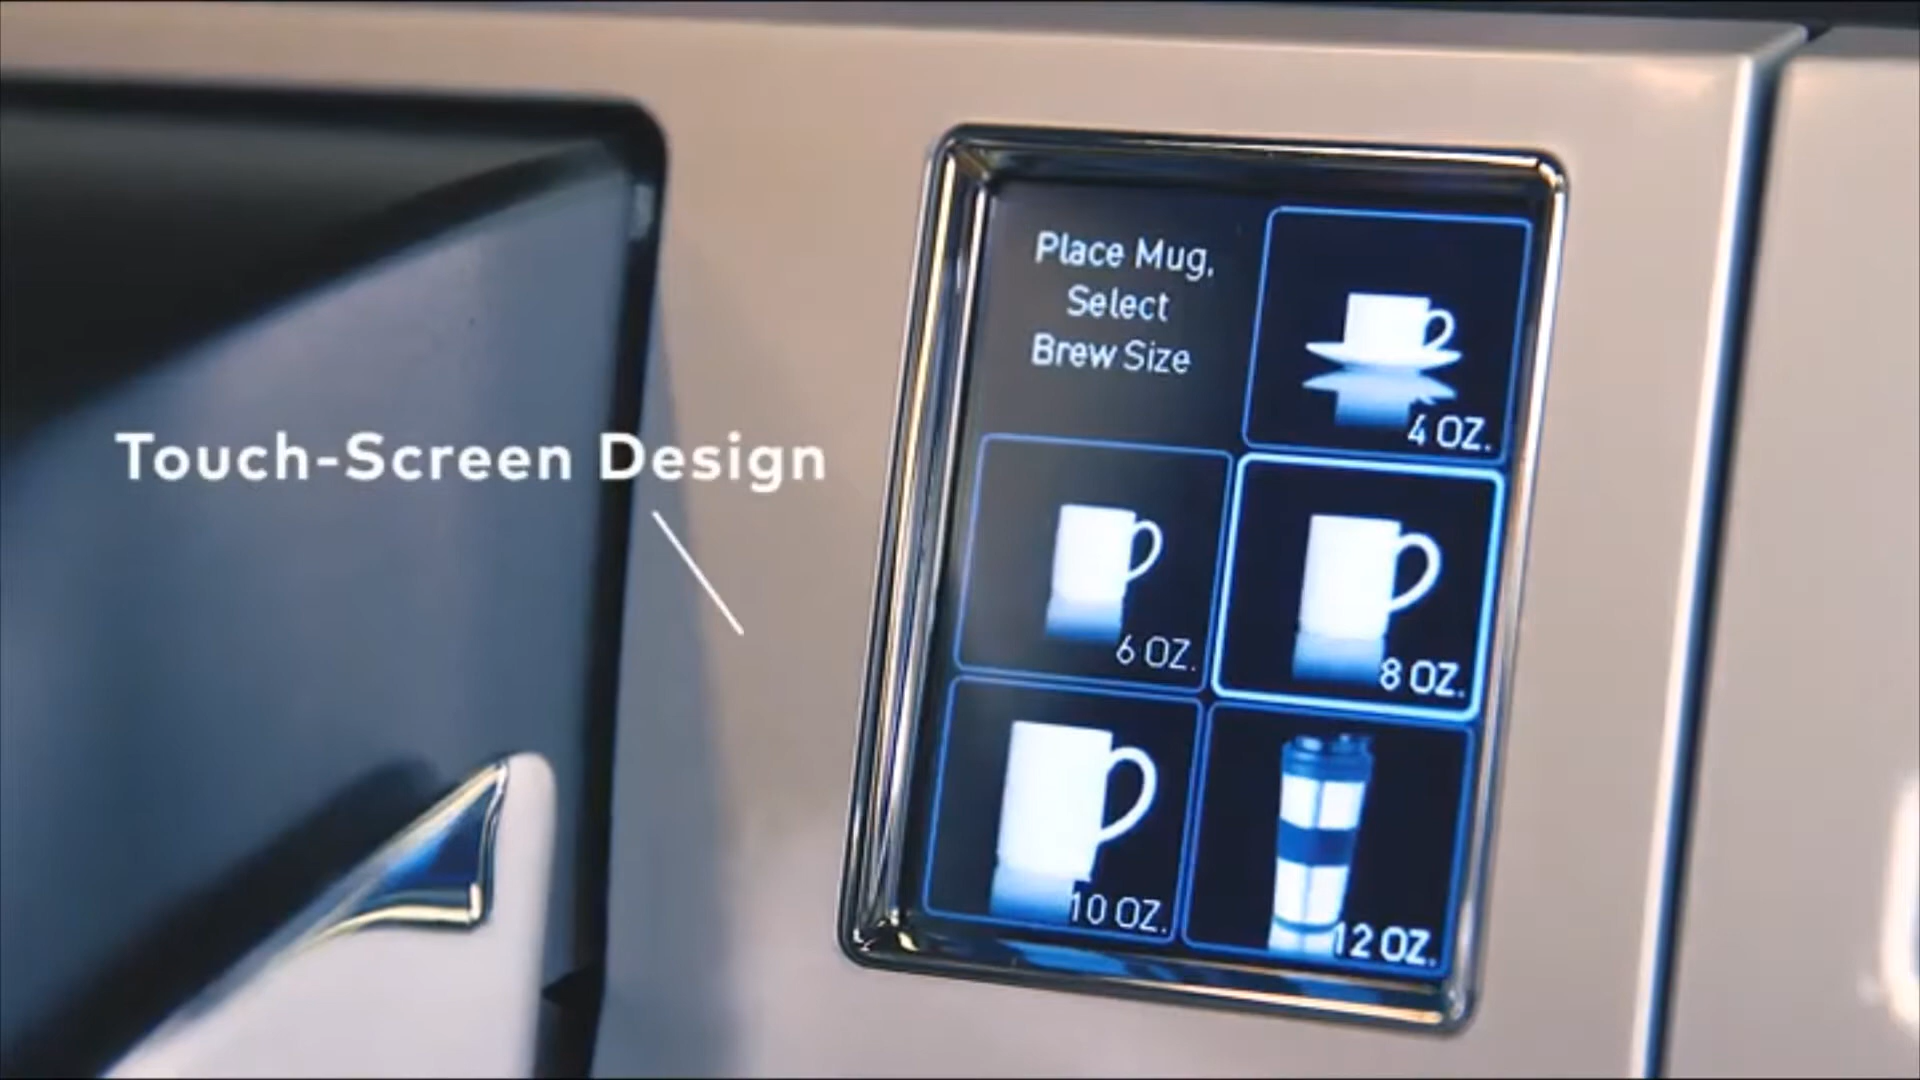 Place Mug,
Select
Brew Size
4 OZ.
Touch-Screen Design
6 OZ.
8 OZ.
10 OZ.
12 OZ.